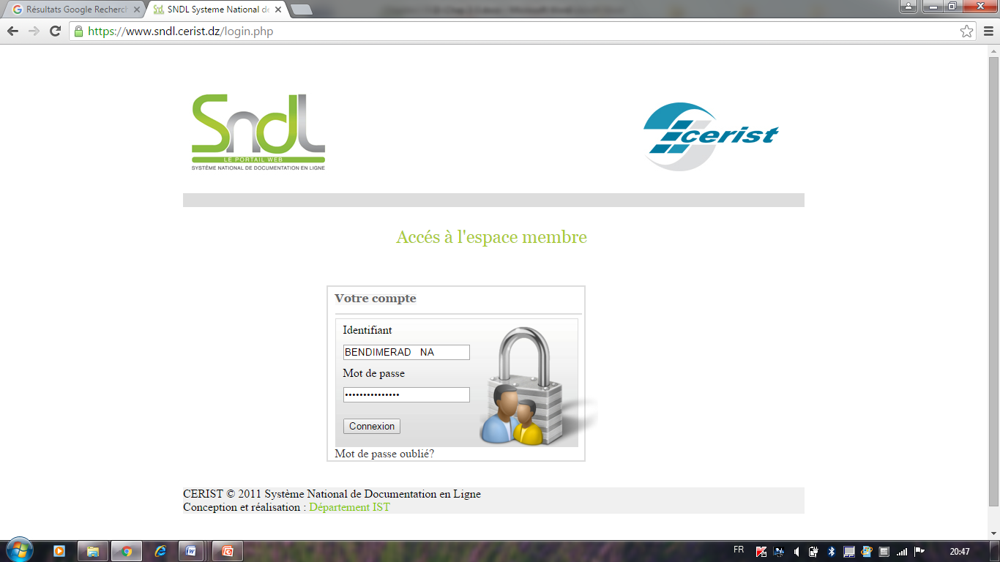 Résultats Google Recherch
SNDL Systeme National de
https://www.sndl.cerist.dz/login.php
Sndl
LE PORTAIL WEB
SYSTÈME NATIONAL DE DOCUMENTATION EN LIGNE
cerist
Accés à l'espace membre
Votre compte
Identifiant
BENDIMERAD NA
Mot de passe
•••••••••••••••
Connexion
Mot de passe oublié?
CERIST © 2011 Système National de Documentation en Ligne
Conception et réalisation : Département IST
FR
20:47